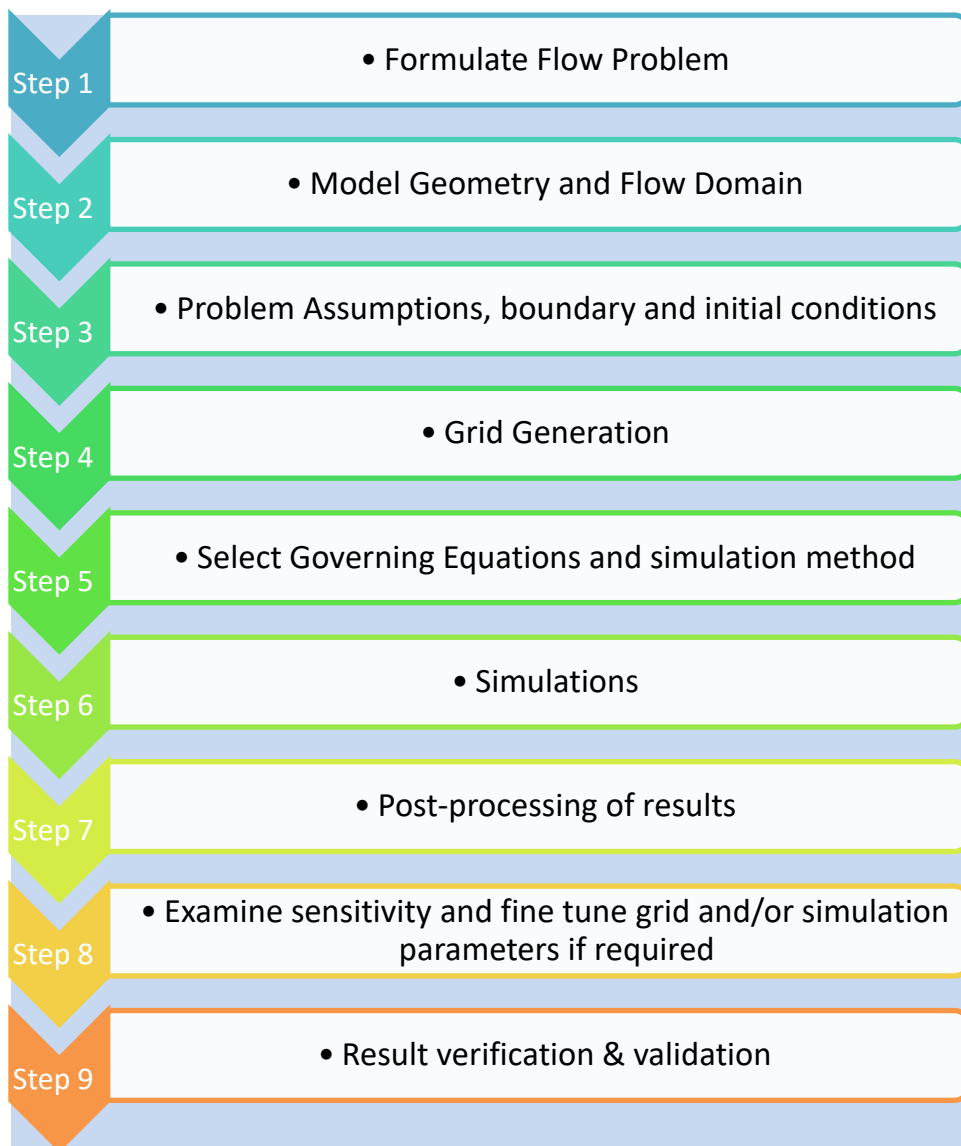 Step 1
• Formulate Flow Problem
Step 2
• Model Geometry and Flow Domain
Step 3
• Problem Assumptions, boundary and initial conditions
Step 4
• Grid Generation
Step 5
• Select Governing Equations and simulation method
Step 6
• Simulations
Step 7
• Post-processing of results
Step 8
• Examine sensitivity and fine tune grid and/or simulation
parameters if required
Step 9
• Result verification & validation